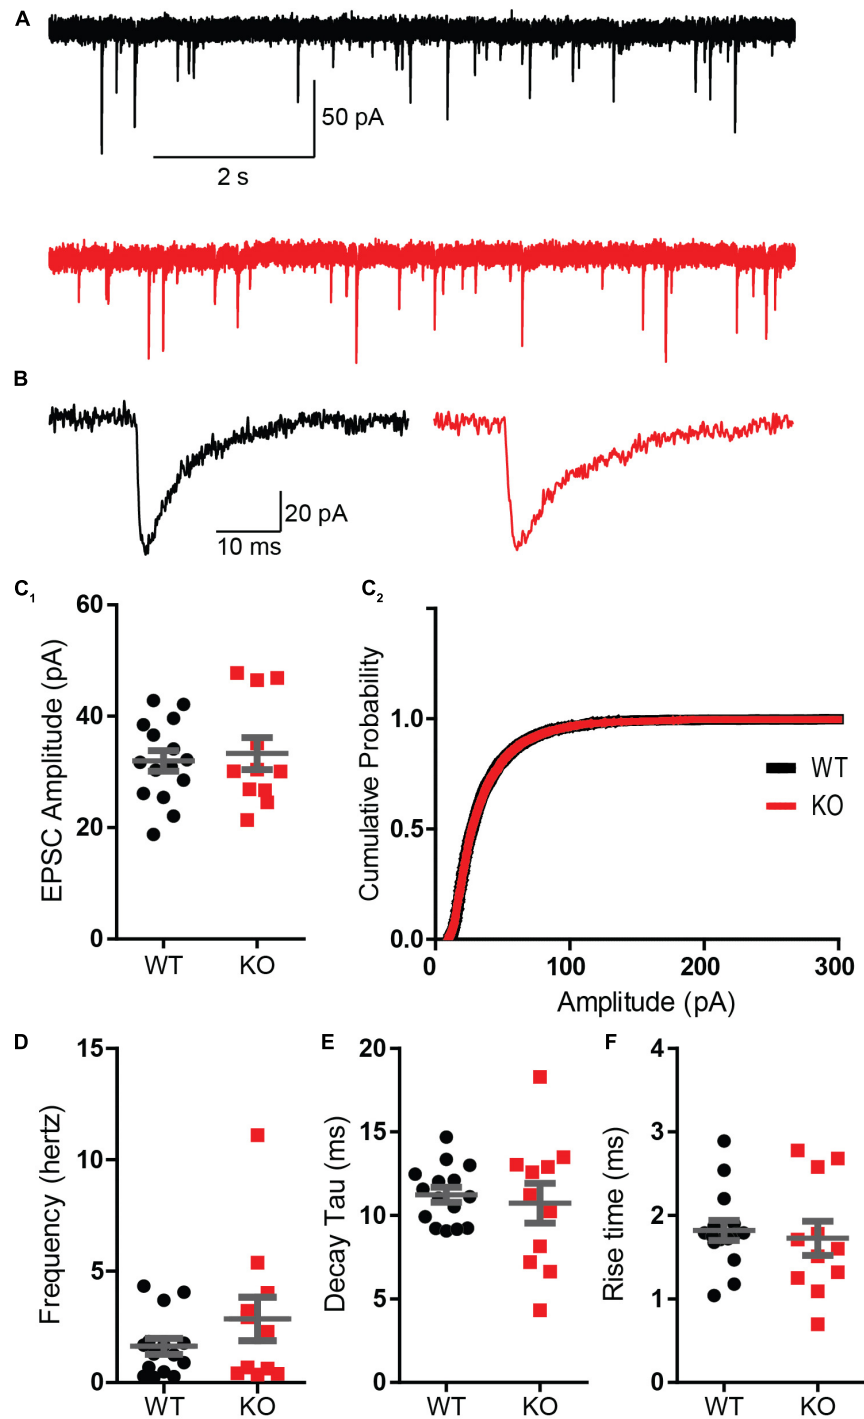 A
50 pA
2 s
B
20 pA
10 ms
C1
EPSC Amplitude (pA)
60
40
20
0
WT
KO
C2
Cumulative Probability
1.0
0.5
0.0
0
100
200
300
Amplitude (pA)
WT
KO
D
Frequency (hertz)
15
10
5
0
WT
KO
E
Decay Tau (ms)
20
15
10
5
0
WT
KO
F
Rise time (ms)
4
3
2
1
0
WT
KO